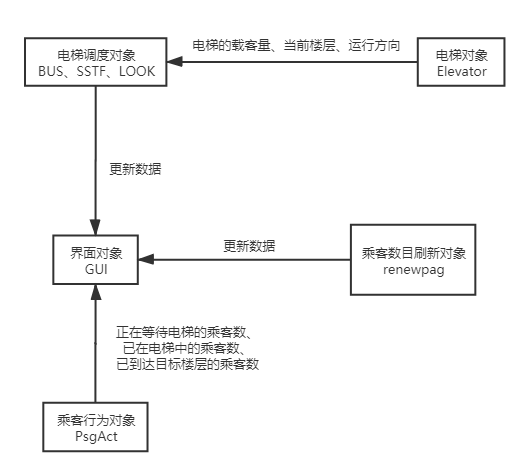 电梯调度对象
BUS、SSTF、LOOK
电梯的载客量、当前楼层、运行方向
电梯对象
Elevator
更新数据
界面对象
GUI
更新数据
乘客数目刷新对象
renewpag
正在等待电梯的乘客数、
已在电梯中的乘客数、
已到达目标楼层的乘客数
乘客行为对象
PsgAct